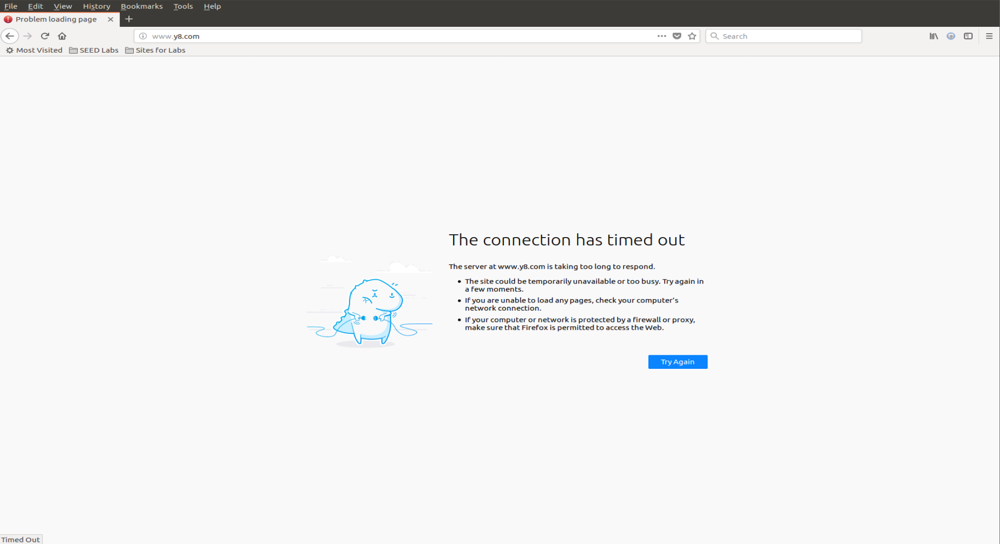 File Edit View History Bookmarks Tools Help
Problem loading page
www.y8.com
Search
Most Visited SEED Labs Sites for Labs
The connection has timed out
The server at www.y8.com is taking too long to respond.
• The site could be temporarily unavailable or too busy. Try again in
a few moments.
• If you are unable to load any pages, check your computer’s
network connection.
• If your computer or network is protected by a firewall or proxy,
make sure that Firefox is permitted to access the Web.
Try Again
Timed Out